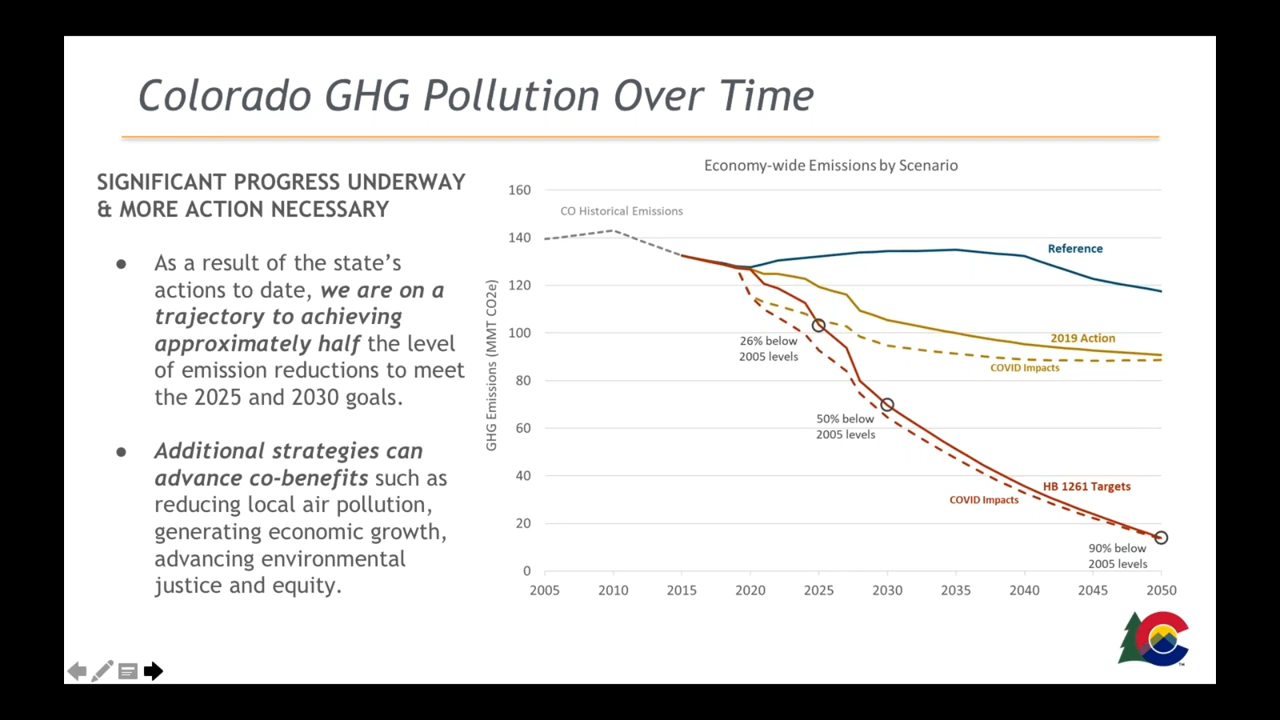 Colorado GHG Pollution Over Time
SIGNIFICANT PROGRESS UNDERWAY
& MORE ACTION NECESSARY
● As a result of the state's
actions to date, we are on a
trajectory to achieving
approximately half the level
of emission reductions to meet
the 2025 and 2030 goals.
● Additional strategies can
advance co-benefits such as
reducing local air pollution,
generating economic growth,
advancing environmental
justice and equity.
Economy-wide Emissions by Scenario
GHG Emissions (MMT CO2e)
160
140
120
100
80
60
40
20
0
CO Historical Emissions
Reference
2019 Action
COVID Impacts
26% below
2005 levels
50% below
2005 levels
HB 1261 Targets
COVID Impacts
90% below
2005 levels
2005 2010 2015 2020 2025 2030 2035 2040 2045 2050
C
TM